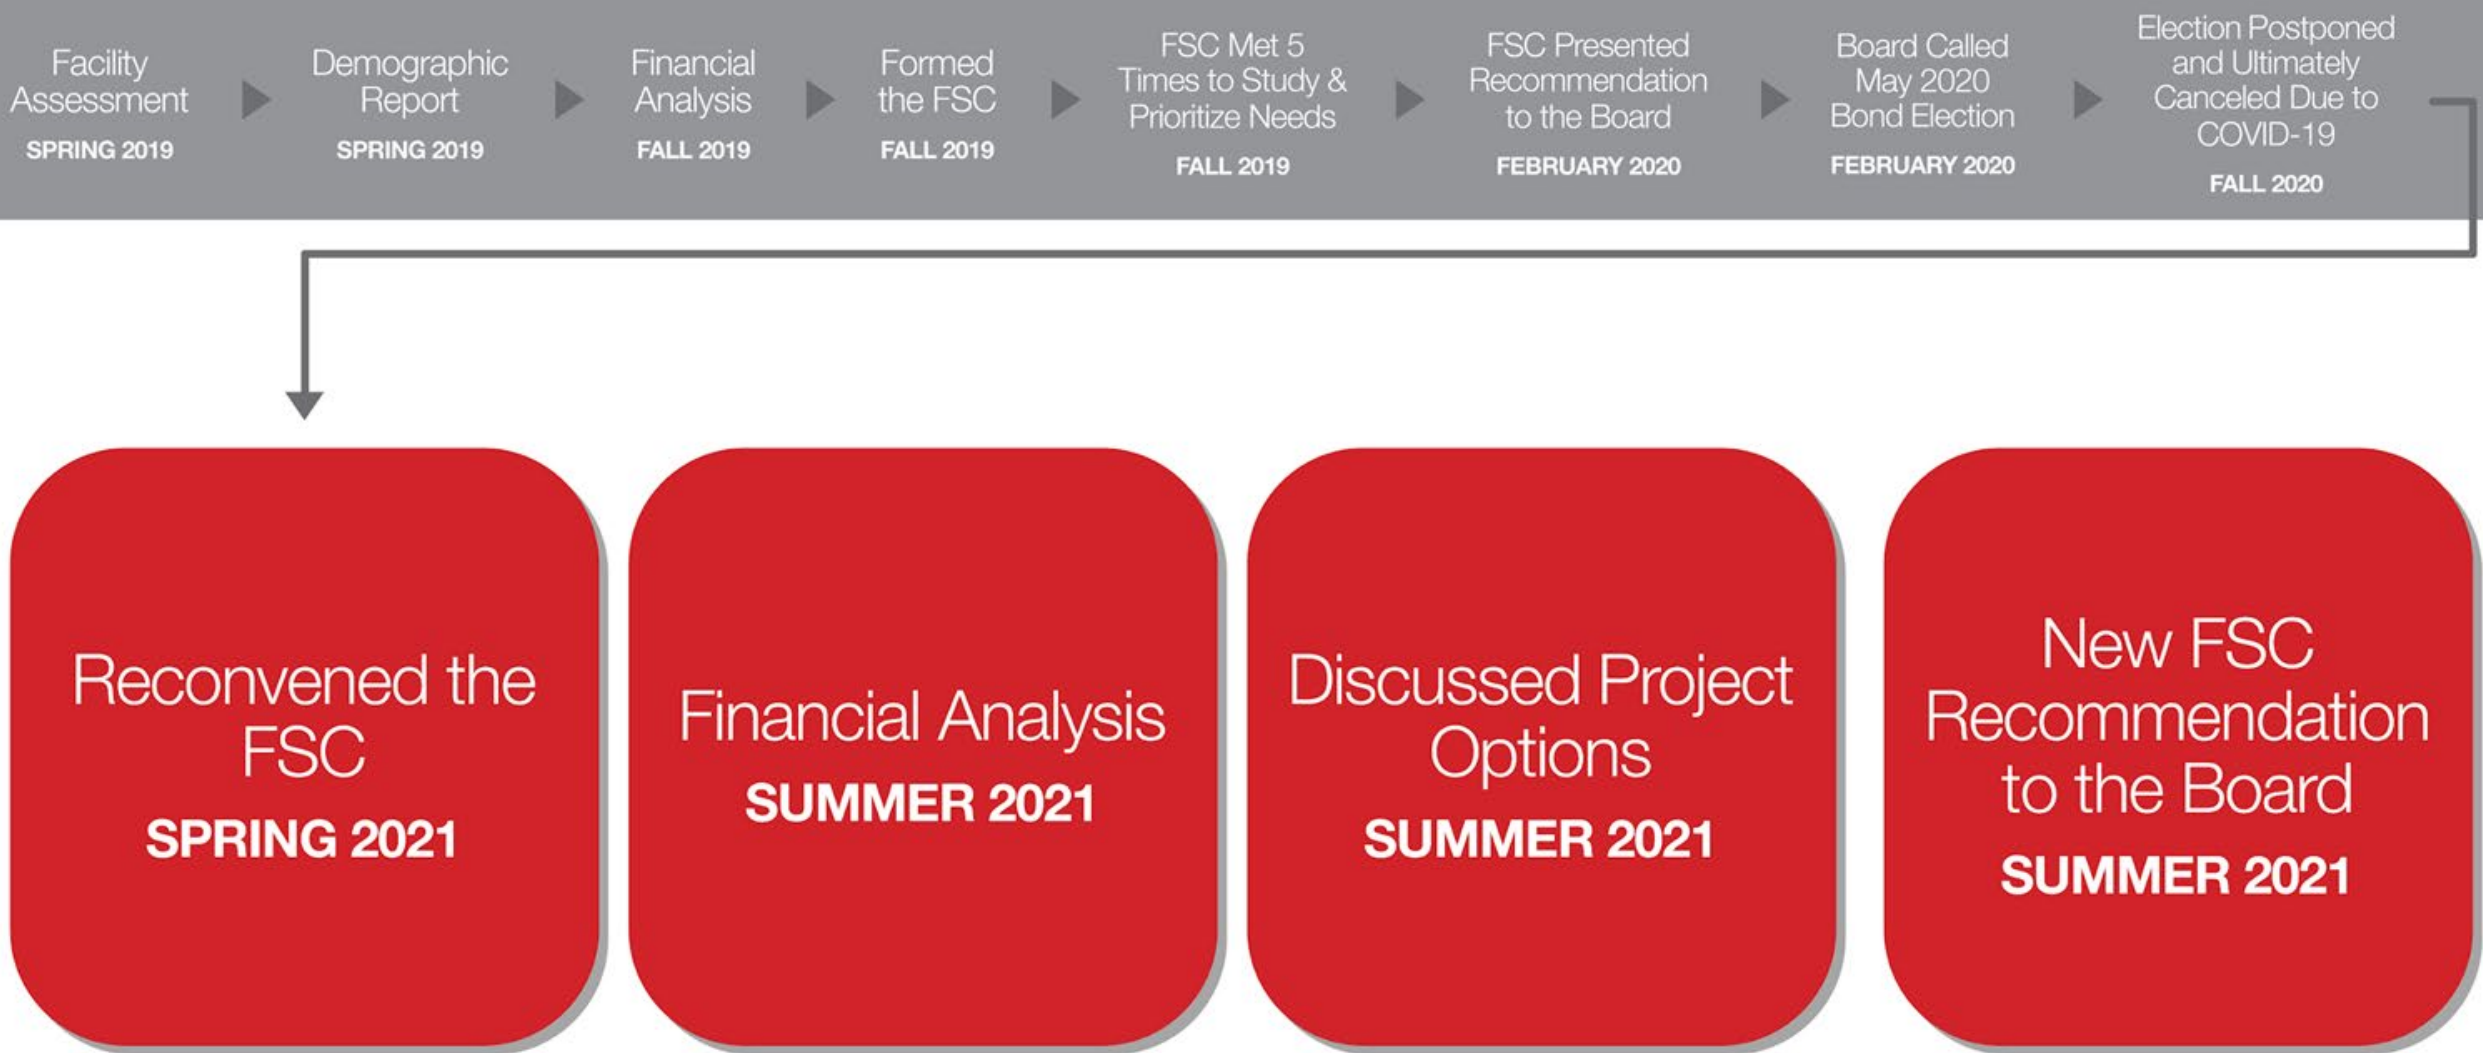 Facility
Assessment
SPRING 2019
Demographic
Report
SPRING 2019
Financial
Analysis
FALL 2019
Formed
the FSC
FALL 2019
FSC Met 5
Times to Study &
Prioritize Needs
FALL 2019
FSC Presented
Recommendation
to the Board
FEBRUARY 2020
Board Called
May 2020
Bond Election
FEBRUARY 2020
Election Postponed
and Ultimately
Canceled Due to
COVID-19
FALL 2020
Reconvened the
FSC
SPRING 2021
Financial Analysis
SUMMER 2021
Discussed Project
Options
SUMMER 2021
New FSC
Recommendation
to the Board
SUMMER 2021